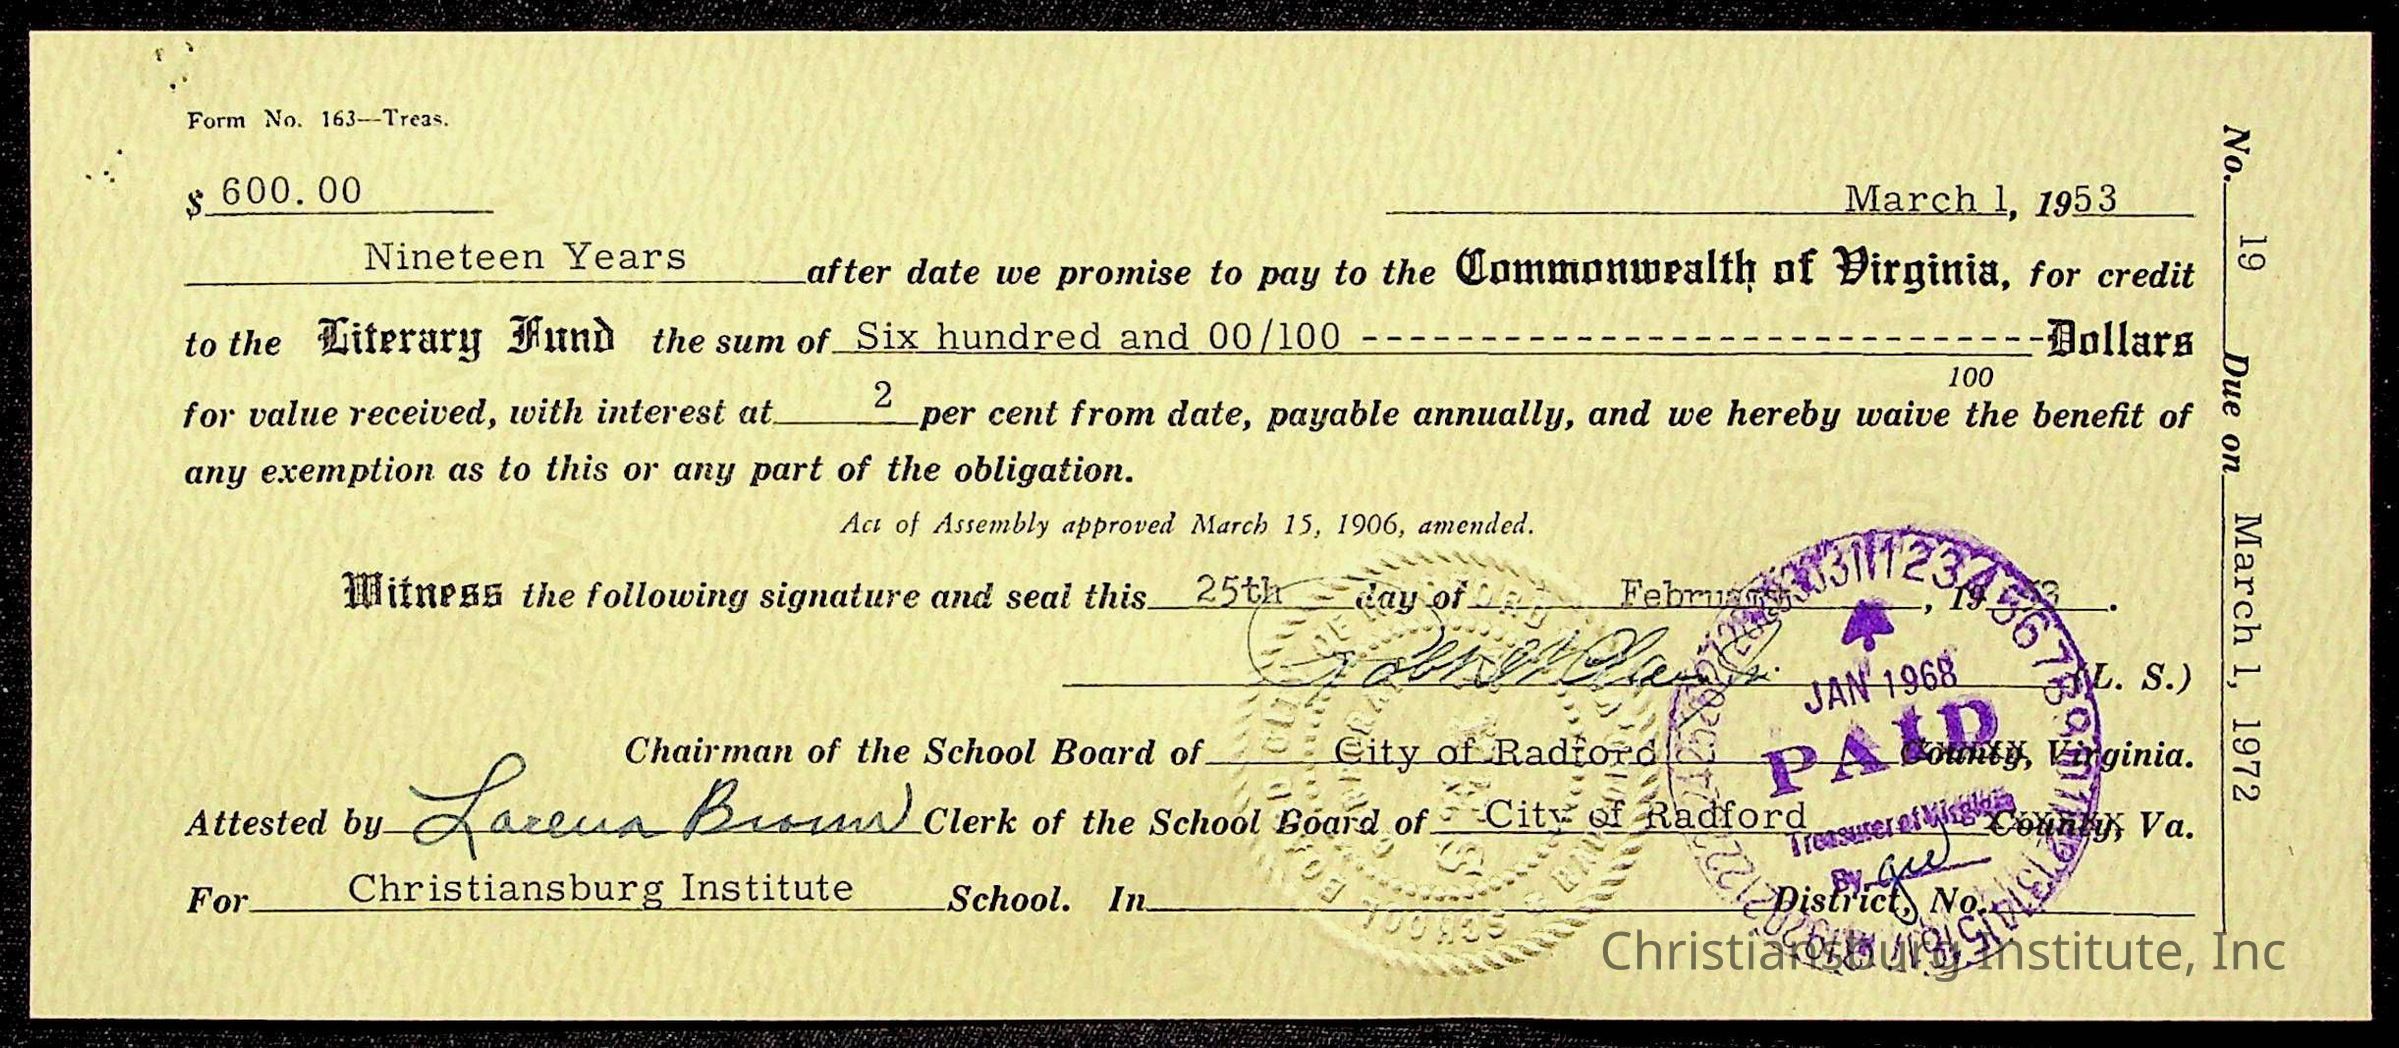 Form No. 163—Treas.
$ 600.00
March 1, 1953
Nineteen Years after date we promise to pay to the Commonwealth of Virginia, for credit
to the Literary Fund the sum of Six hundred and 00/100 ----------------------------Dollars
100
for value received, with interest at 2 per cent from date, payable annually, and we hereby waive the benefit of
any exemption as to this or any part of the obligation.
Act of Assembly approved March 15, 1906, amended.
Witness the following signature and seal this 25th day of February, 1953.
(L. S.)
Chairman of the School Board of City of Radford County, Virginia.
Attested by Lorena Brown Clerk of the School Board of City of Radford County, Va.
For Christiansburg Institute School. In District, No.
No. 19 Due on March 1, 1972
JAN 1968
PAID
Treasurer of Virginia
By
Christiansburg Institute, Inc